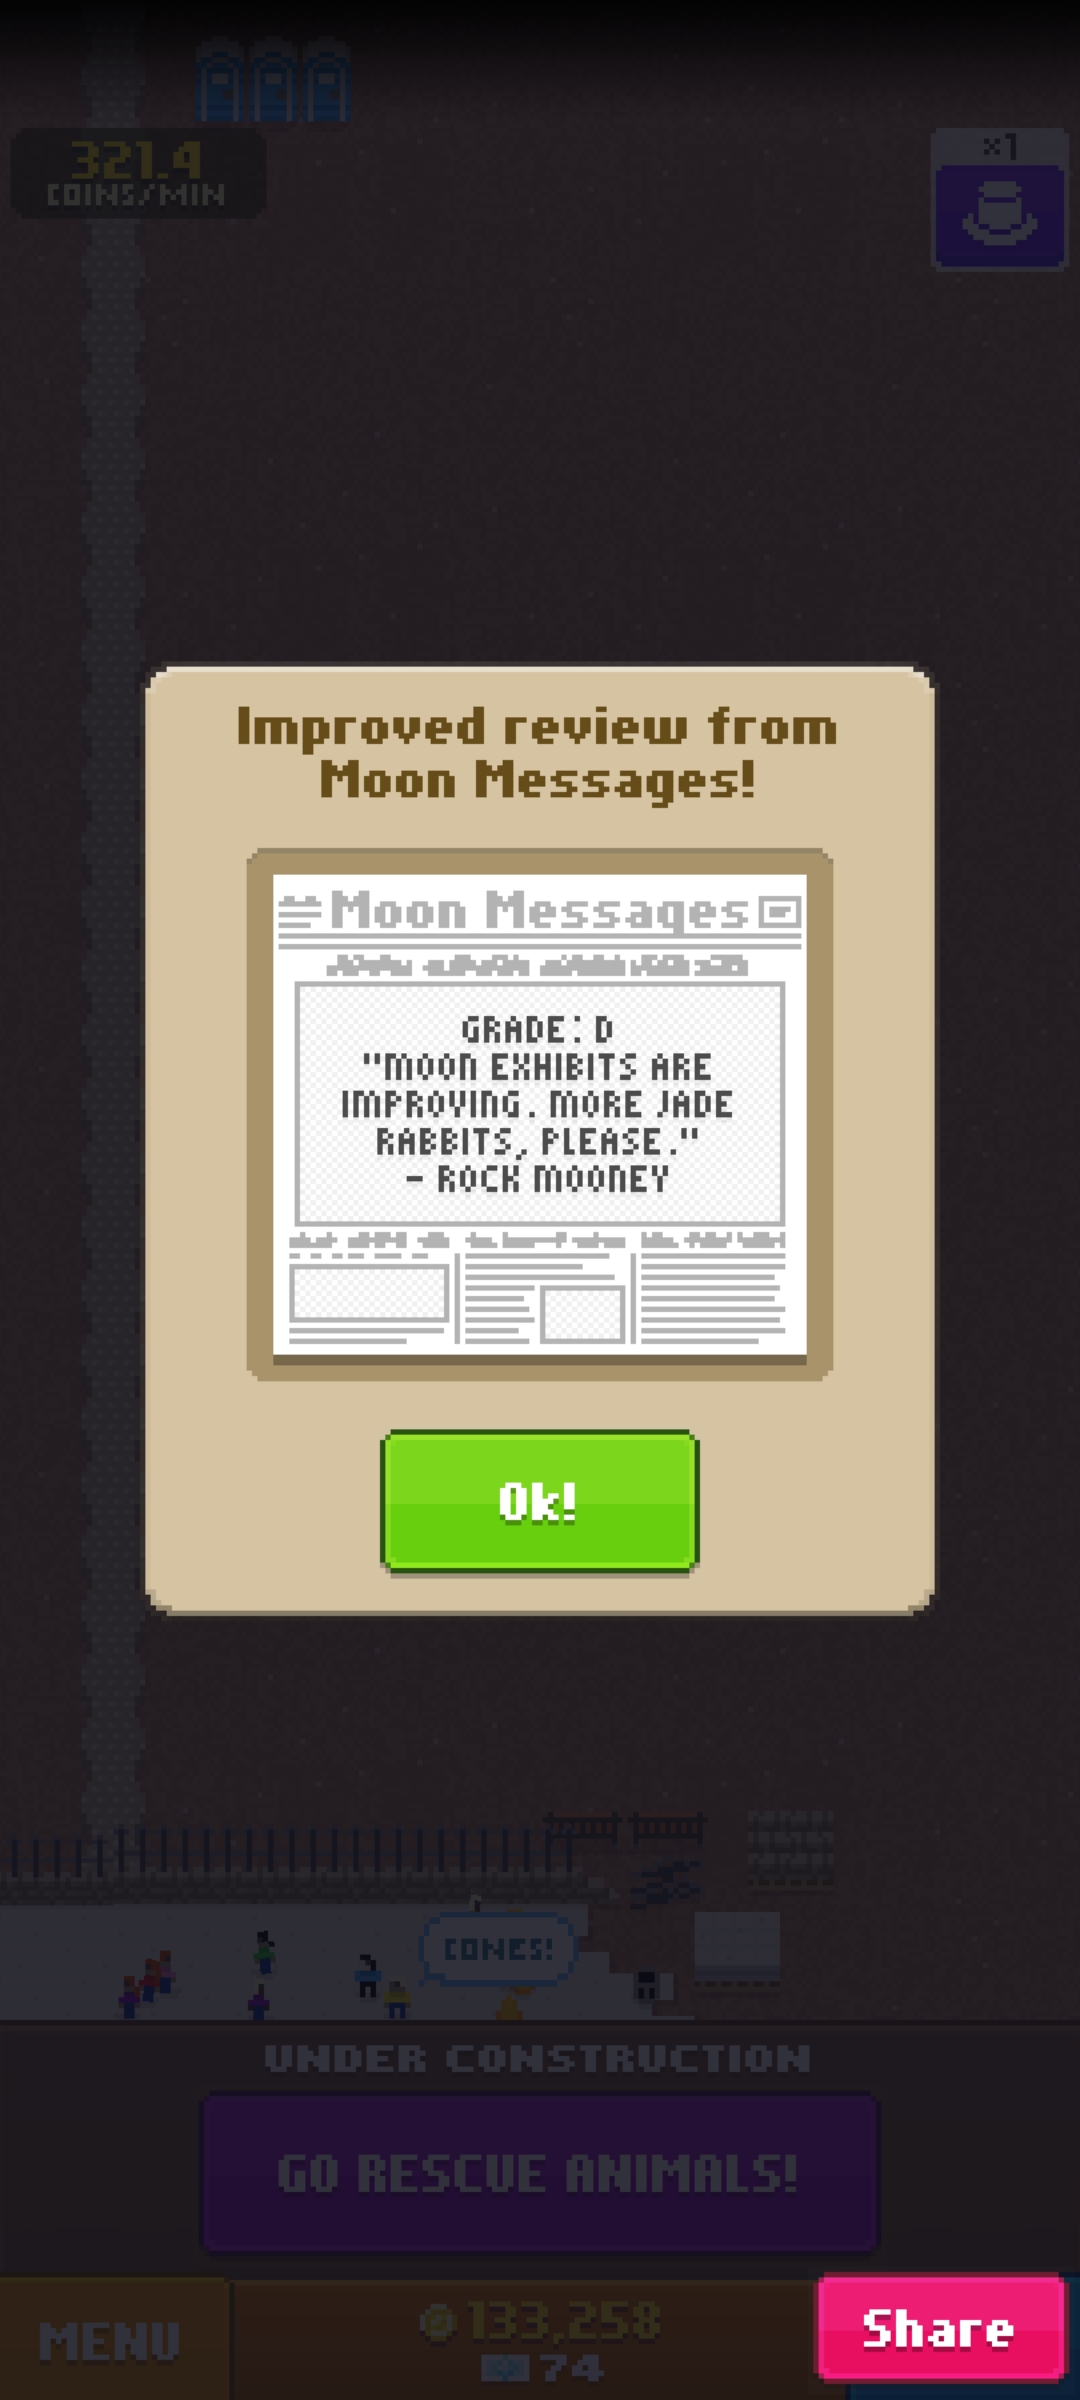 321.4
COINS/MIN
×1
Improved review from
Moon Messages!
Moon Messages
GRADE: D
"MOON EXHIBITS ARE
IMPROVING. MORE JADE
RABBITS, PLEASE."
- ROCK MOONEY
Ok!
CONES!
UNDER CONSTRUCTION
GO RESCUE ANIMALS!
MENU
133,258
74
Share